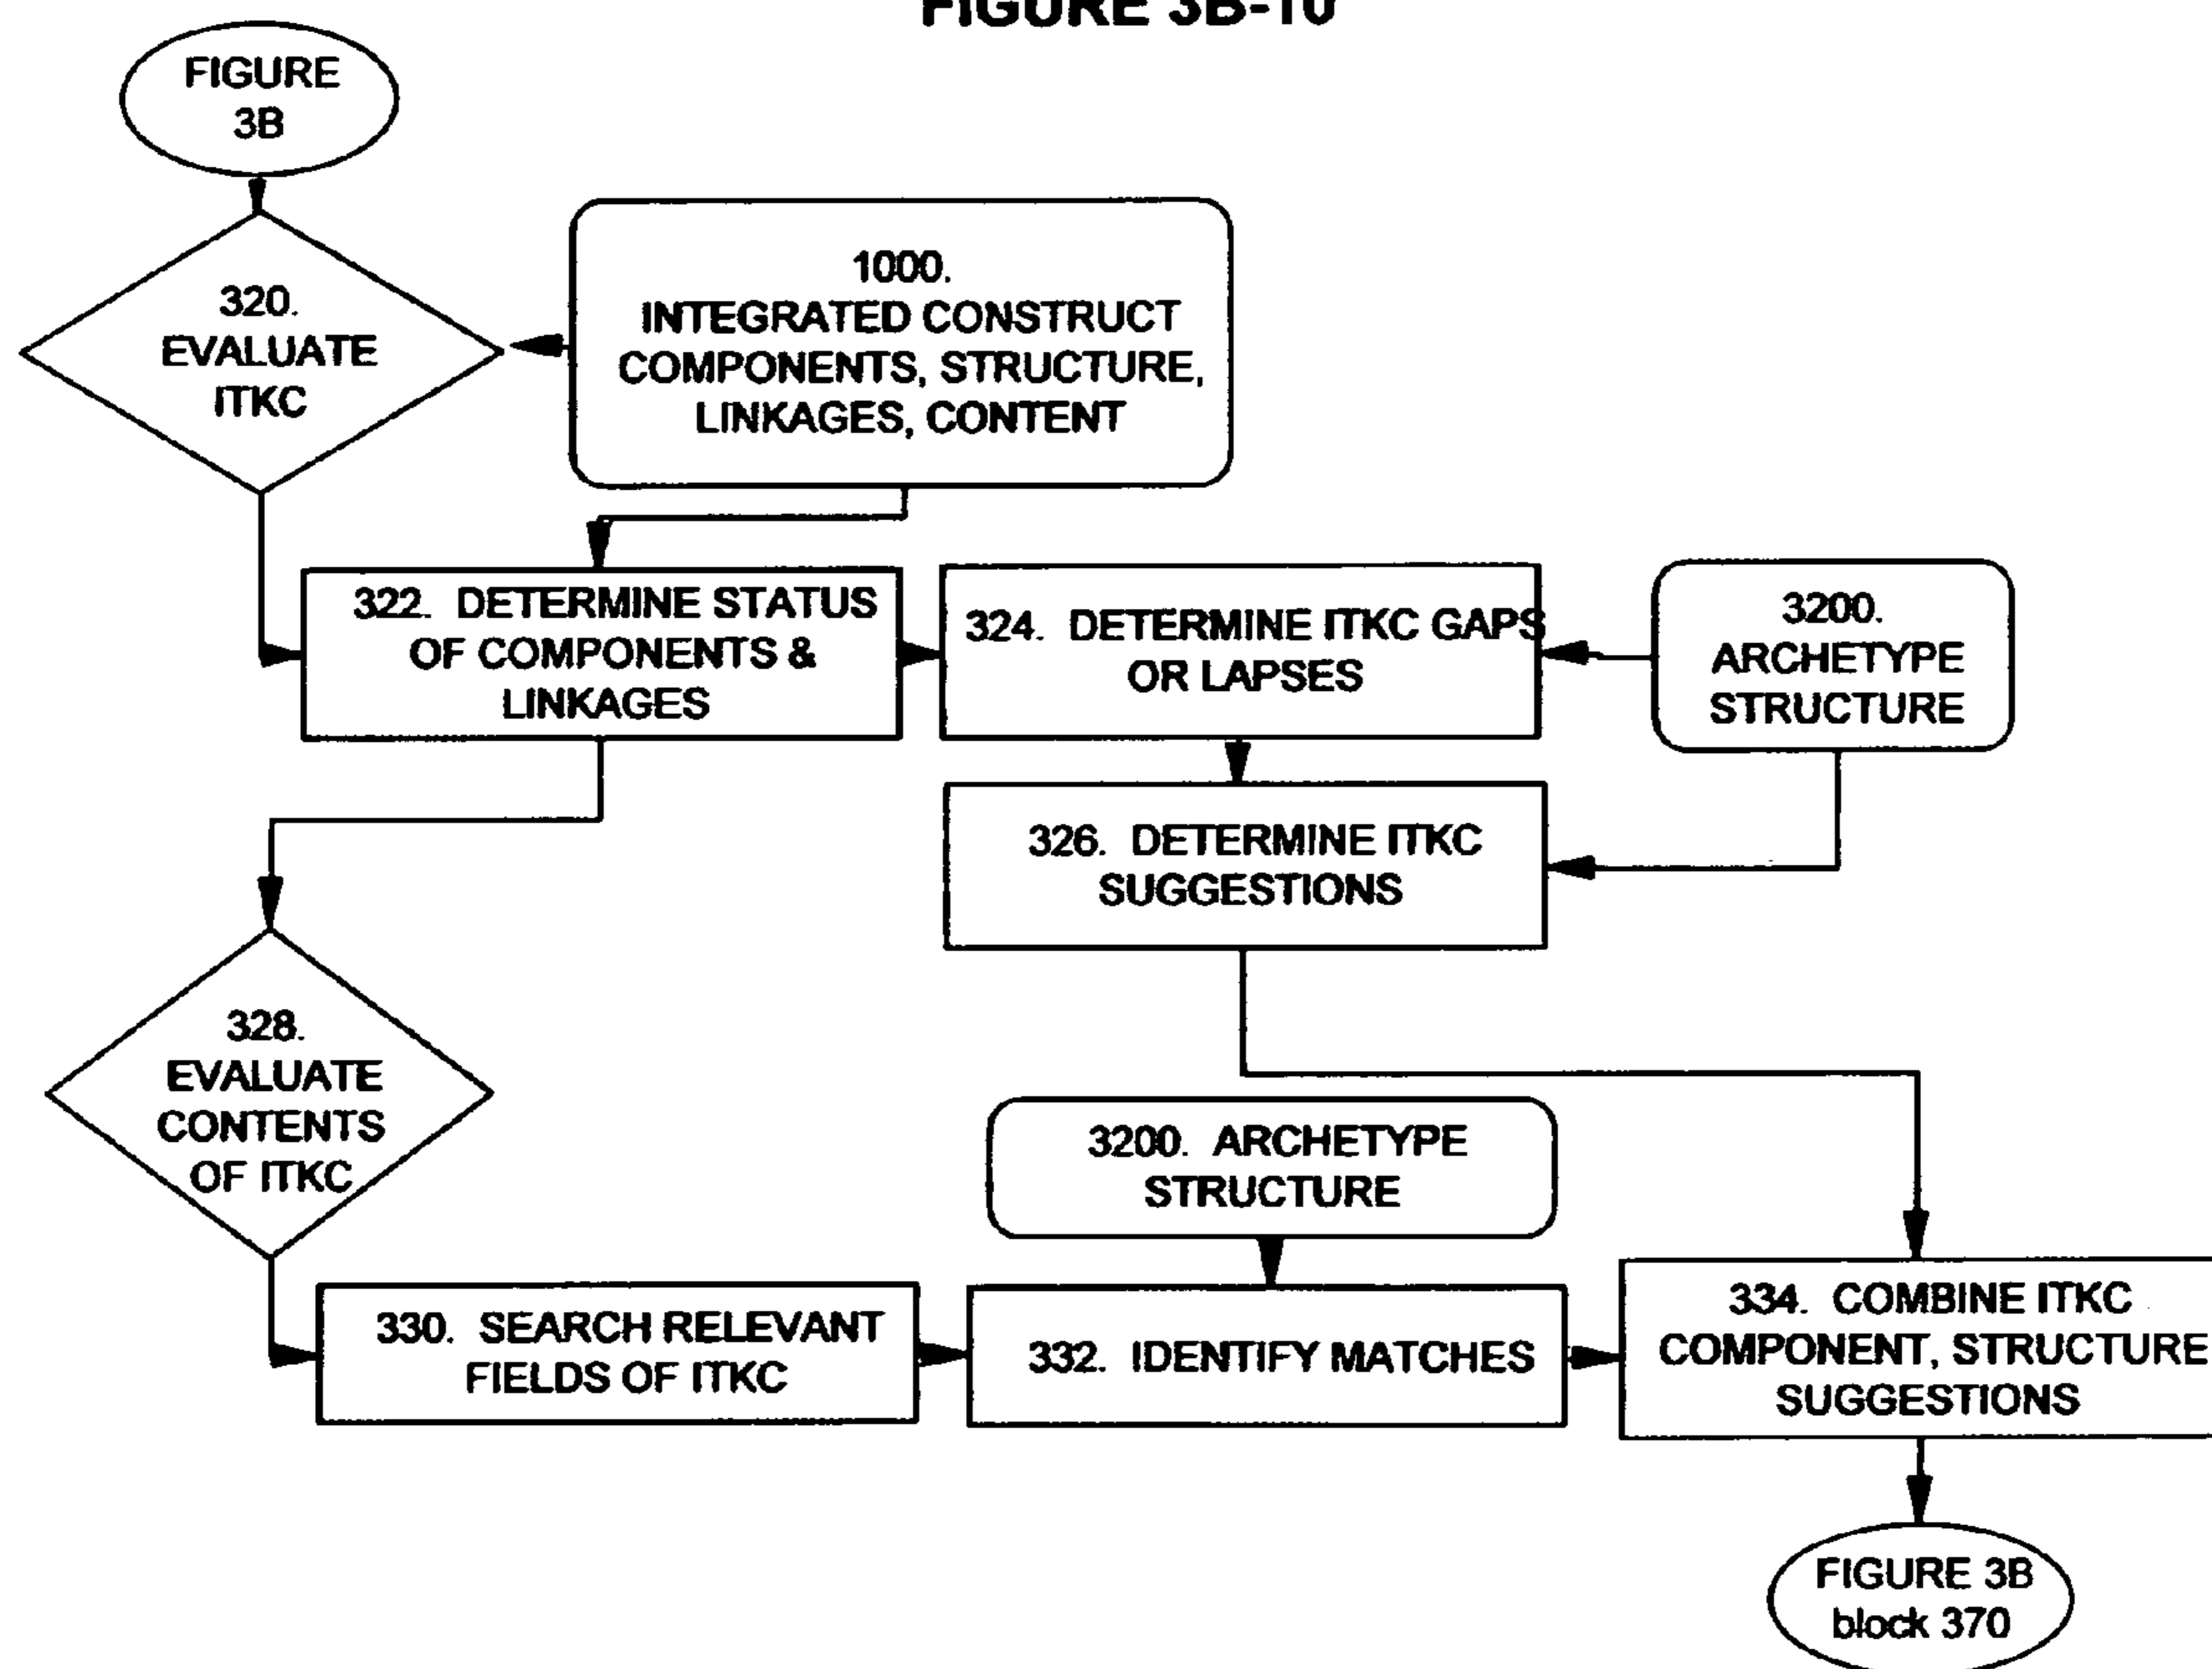 FIGURE 3B-10
FIGURE
3B
320.
EVALUATE
ITKC
1000.
INTEGRATED CONSTRUCT
COMPONENTS, STRUCTURE,
LINKAGES, CONTENT
322. DETERMINE STATUS
OF COMPONENTS &
LINKAGES
324. DETERMINE ITKC GAPS
OR LAPSES
3200.
ARCHETYPE
STRUCTURE
326. DETERMINE ITKC
SUGGESTIONS
328.
EVALUATE
CONTENTS
OF ITKC
3200. ARCHETYPE
STRUCTURE
330. SEARCH RELEVANT
FIELDS OF ITKC
332. IDENTIFY MATCHES
334. COMBINE ITKC
COMPONENT, STRUCTURE
SUGGESTIONS
FIGURE 3B
block 370